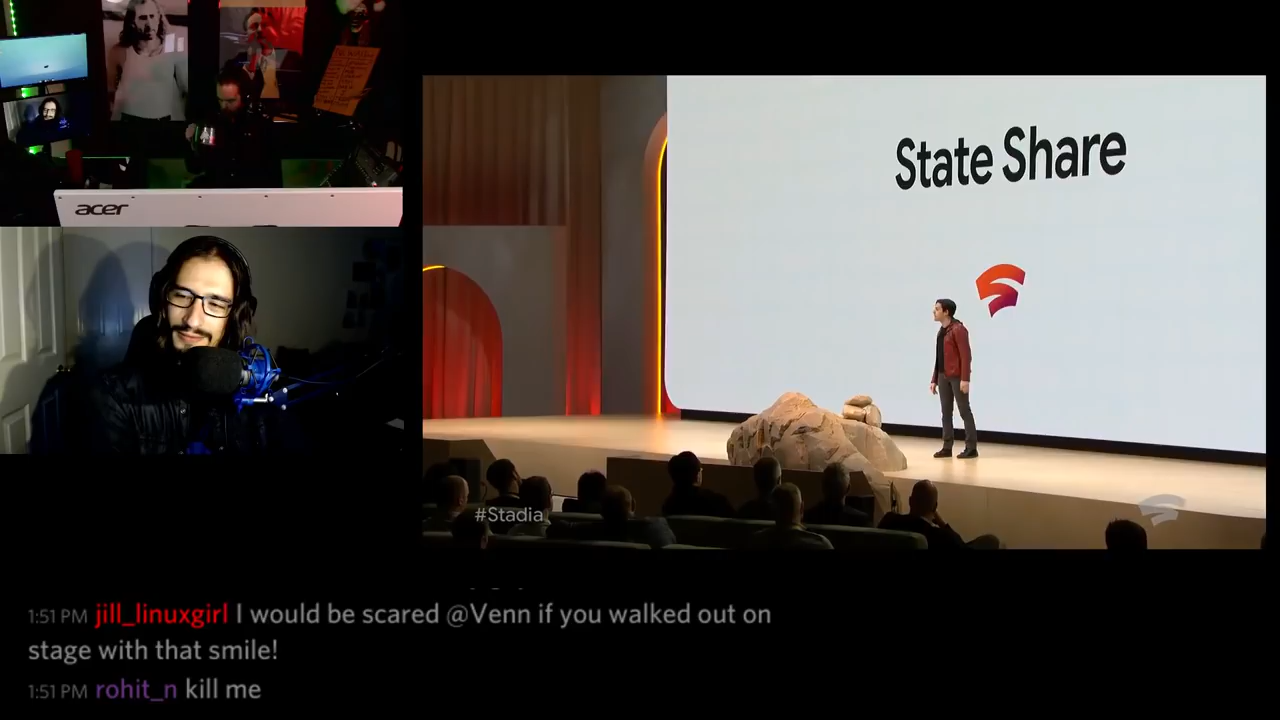 acer
State Share
#Stadia
1:51 PM jill_linuxgirl I would be scared @Venn if you walked out on
stage with that smile!
1:51 PM rohit_n kill me